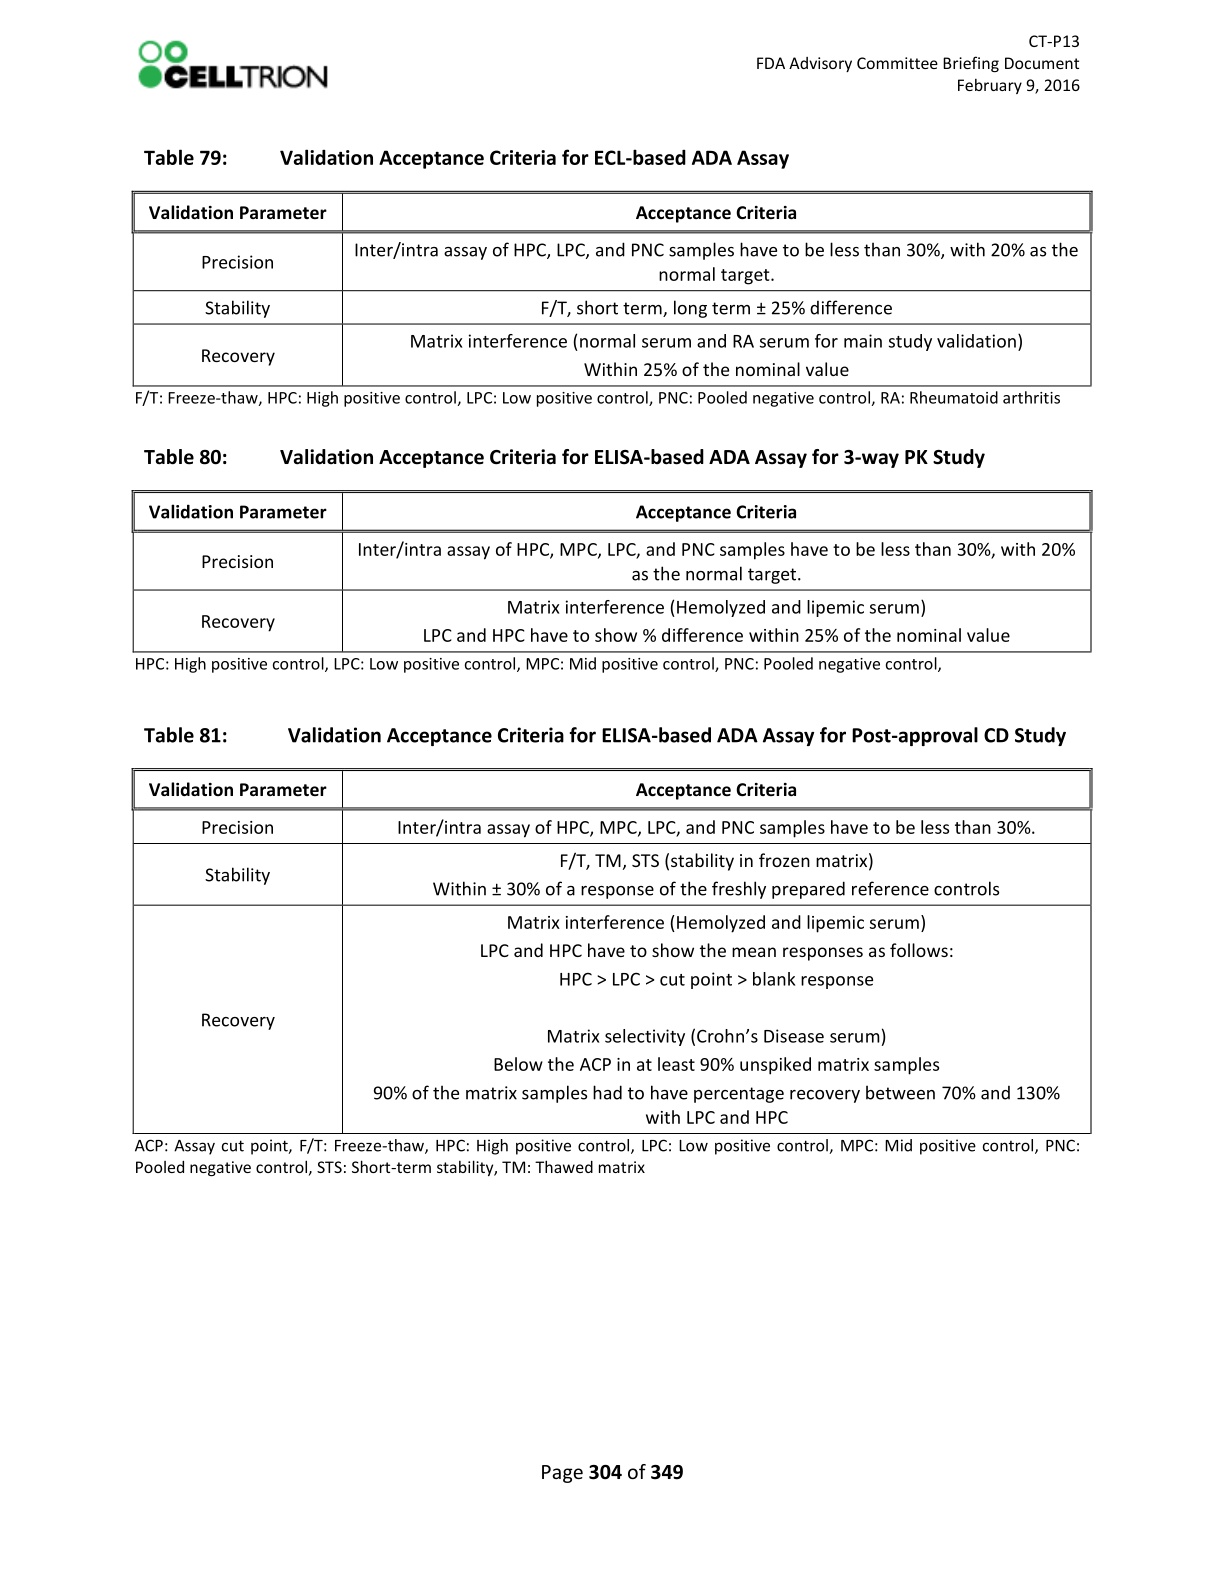 CELLTRION
CT-P13
FDA Advisory Committee Briefing Document
February 9, 2016
Table 79: Validation Acceptance Criteria for ECL-based ADA Assay
Validation Parameter Acceptance Criteria
Precision
Inter/intra assay of HPC, LPC, and PNC samples have to be less than 30%, with 20% as the
normal target.
Stability F/T, short term, long term ± 25% difference
Recovery
Matrix interference (normal serum and RA serum for main study validation)
Within 25% of the nominal value
F/T: Freeze-thaw, HPC: High positive control, LPC: Low positive control, PNC: Pooled negative control, RA: Rheumatoid arthritis
Table 80: Validation Acceptance Criteria for ELISA-based ADA Assay for 3-way PK Study
Validation Parameter Acceptance Criteria
Precision
Inter/intra assay of HPC, MPC, LPC, and PNC samples have to be less than 30%, with 20%
as the normal target.
Recovery
Matrix interference (Hemolyzed and lipemic serum)
LPC and HPC have to show % difference within 25% of the nominal value
HPC: High positive control, LPC: Low positive control, MPC: Mid positive control, PNC: Pooled negative control,
Table 81: Validation Acceptance Criteria for ELISA-based ADA Assay for Post-approval CD Study
Validation Parameter Acceptance Criteria
Precision Inter/intra assay of HPC, MPC, LPC, and PNC samples have to be less than 30%.
Stability
F/T, TM, STS (stability in frozen matrix)
Within ± 30% of a response of the freshly prepared reference controls
Recovery
Matrix interference (Hemolyzed and lipemic serum)
LPC and HPC have to show the mean responses as follows:
HPC > LPC > cut point > blank response
Matrix selectivity (Crohn’s Disease serum)
Below the ACP in at least 90% unspiked matrix samples
90% of the matrix samples had to have percentage recovery between 70% and 130%
with LPC and HPC
ACP: Assay cut point, F/T: Freeze-thaw, HPC: High positive control, LPC: Low positive control, MPC: Mid positive control, PNC:
Pooled negative control, STS: Short-term stability, TM: Thawed matrix
Page 304 of 349